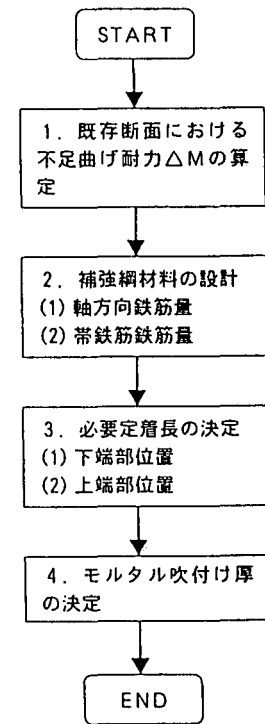 START
1．既存断面における
不足曲げ耐力△Mの算
定
2．補強綱材料の設計
(1) 軸方向鉄筋量
(2) 帯鉄筋鉄筋量
3．必要定着長の決定
(1) 下端部位置
(2) 上端部位置
4．モルタル吹付け厚
の決定
END